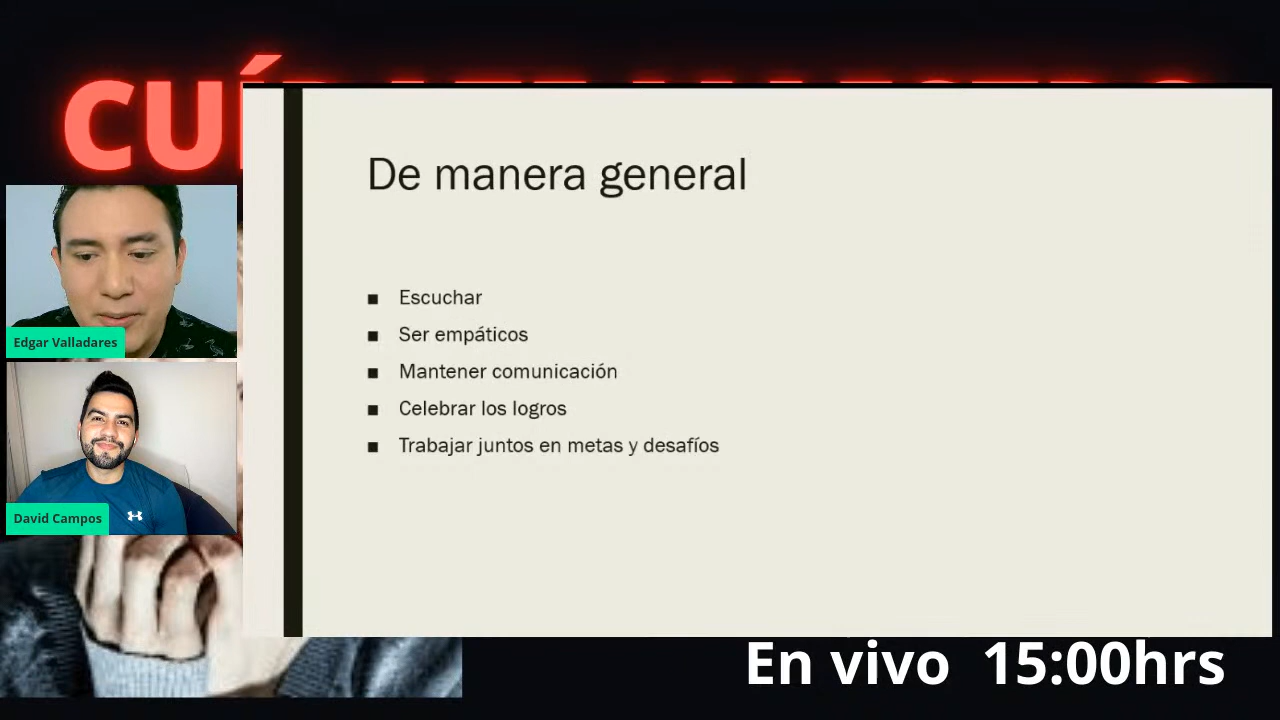 CUÍ
De manera general
Edgar Valladares
Escuchar
Ser empáticos
Mantener comunicación
Celebrar los logros
Trabajar juntos en metas y desafíos
David Campos
En vivo 15:00hrs